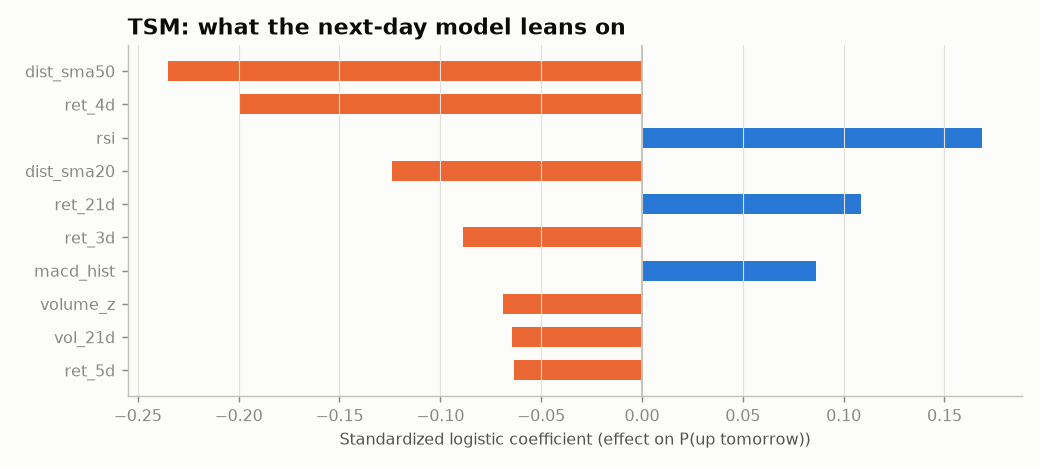 TSM: what the next-day model leans on
dist_sma50
ret_4d
rsi
dist_sma20
ret_21d
ret_3d
macd_hist
volume_z
vol_21d
ret_5d
−0.25 −0.20 −0.15 −0.10 −0.05 0.00 0.05 0.10 0.15
Standardized logistic coefficient (effect on P(up tomorrow))